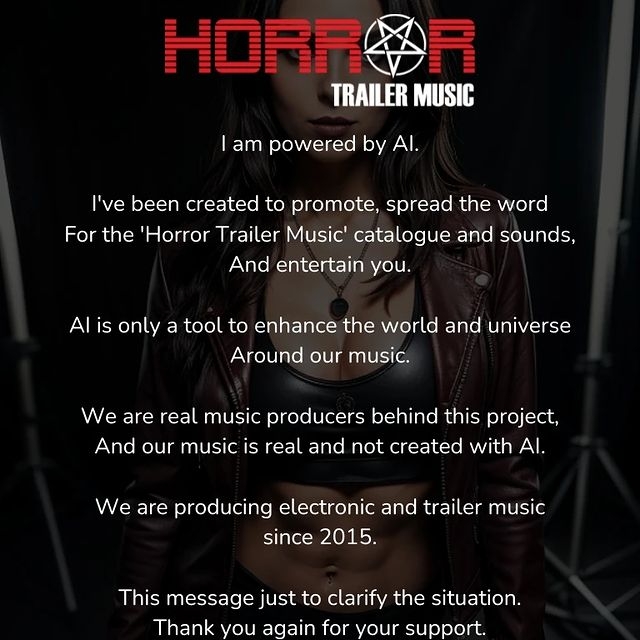 HORROR
TRAILER MUSIC
I am powered by AI.
I've been created to promote, spread the word
For the 'Horror Trailer Music' catalogue and sounds,
And entertain you.
AI is only a tool to enhance the world and universe
Around our music.
We are real music producers behind this project,
And our music is real and not created with AI.
We are producing electronic and trailer music
since 2015.
This message just to clarify the situation.
Thank you again for your support.